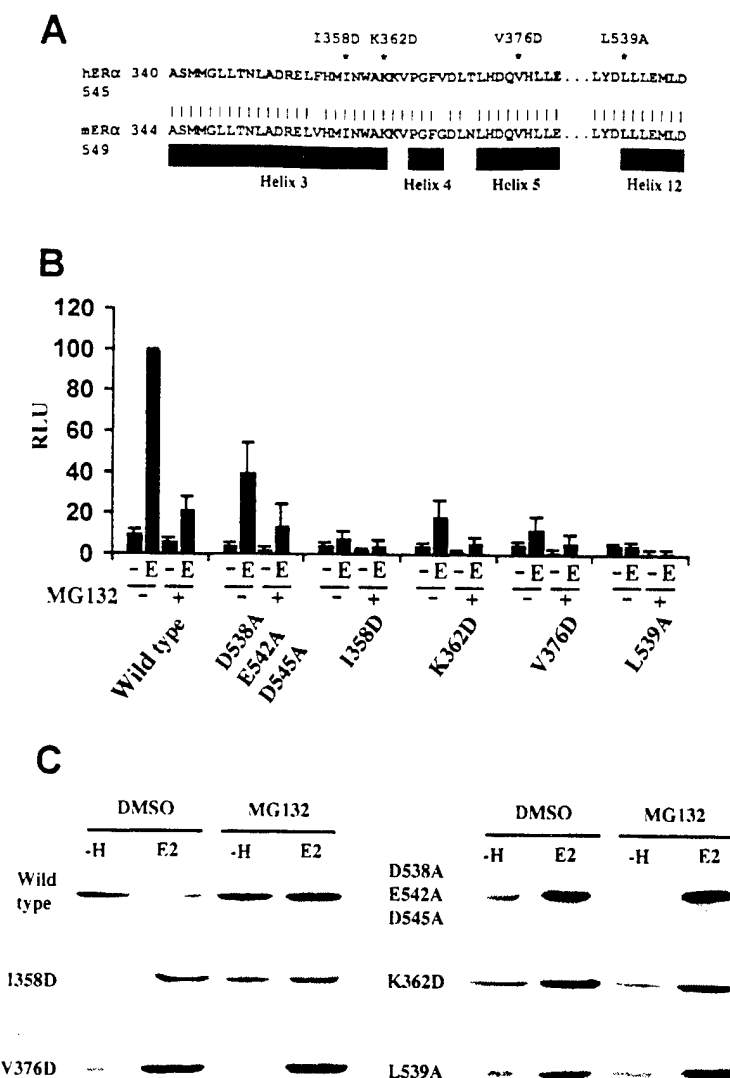 A
I358D K362D V376D L539A
* * * *
hERα 340 ASMMGLLTNLADRELFHMINWAKKVPGFVDLTLHDQVHLLE...LYDLLLEMLD
545
mERα 344 ASMMGLLTNLADRELVHMINWAKKVPGFGDLNLHDQVHLLE...LYDLLLEMLD
549
Helix 3 Helix 4 Helix 5 Helix 12
B
120
100
80
60
40
20
0
RLU
- E - E - E - E - E - E - E - E - E - E - E - E
MG132 - + - + - + - + - + - +
Wild type
D538A
E542A
D545A
I358D
K362D
V376D
L539A
C
DMSO MG132 DMSO MG132
-H E2 -H E2 -H E2 -H E2
Wild
type
D538A
E542A
D545A
I358D K362D
V376D L539A